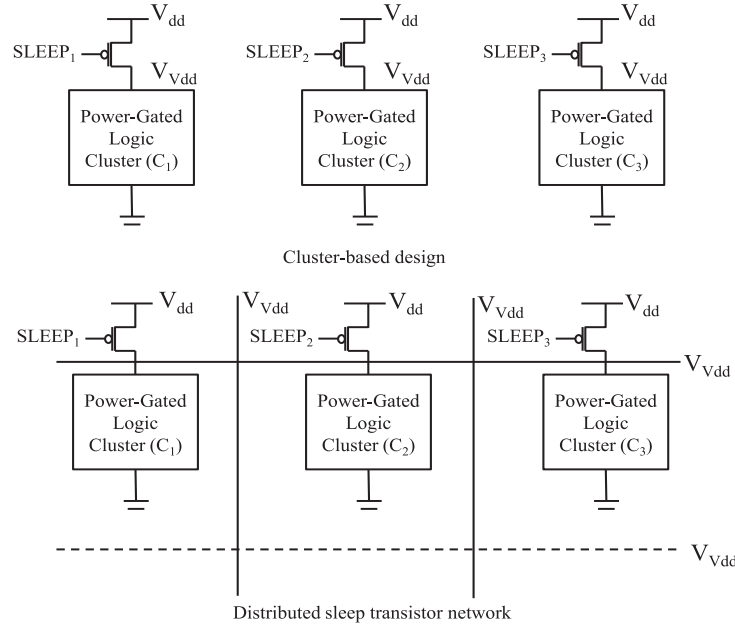 V_dd V_dd V_dd
SLEEP_1 SLEEP_2 SLEEP_3
V_Vdd V_Vdd V_Vdd
Power-Gated Power-Gated Power-Gated
Logic Logic Logic
Cluster (C_1) Cluster (C_2) Cluster (C_3)
Cluster-based design
V_dd V_Vdd V_dd V_Vdd V_dd
SLEEP_1 SLEEP_2 SLEEP_3
V_Vdd
Power-Gated Power-Gated Power-Gated
Logic Logic Logic
Cluster (C_1) Cluster (C_2) Cluster (C_3)
V_Vdd
Distributed sleep transistor network